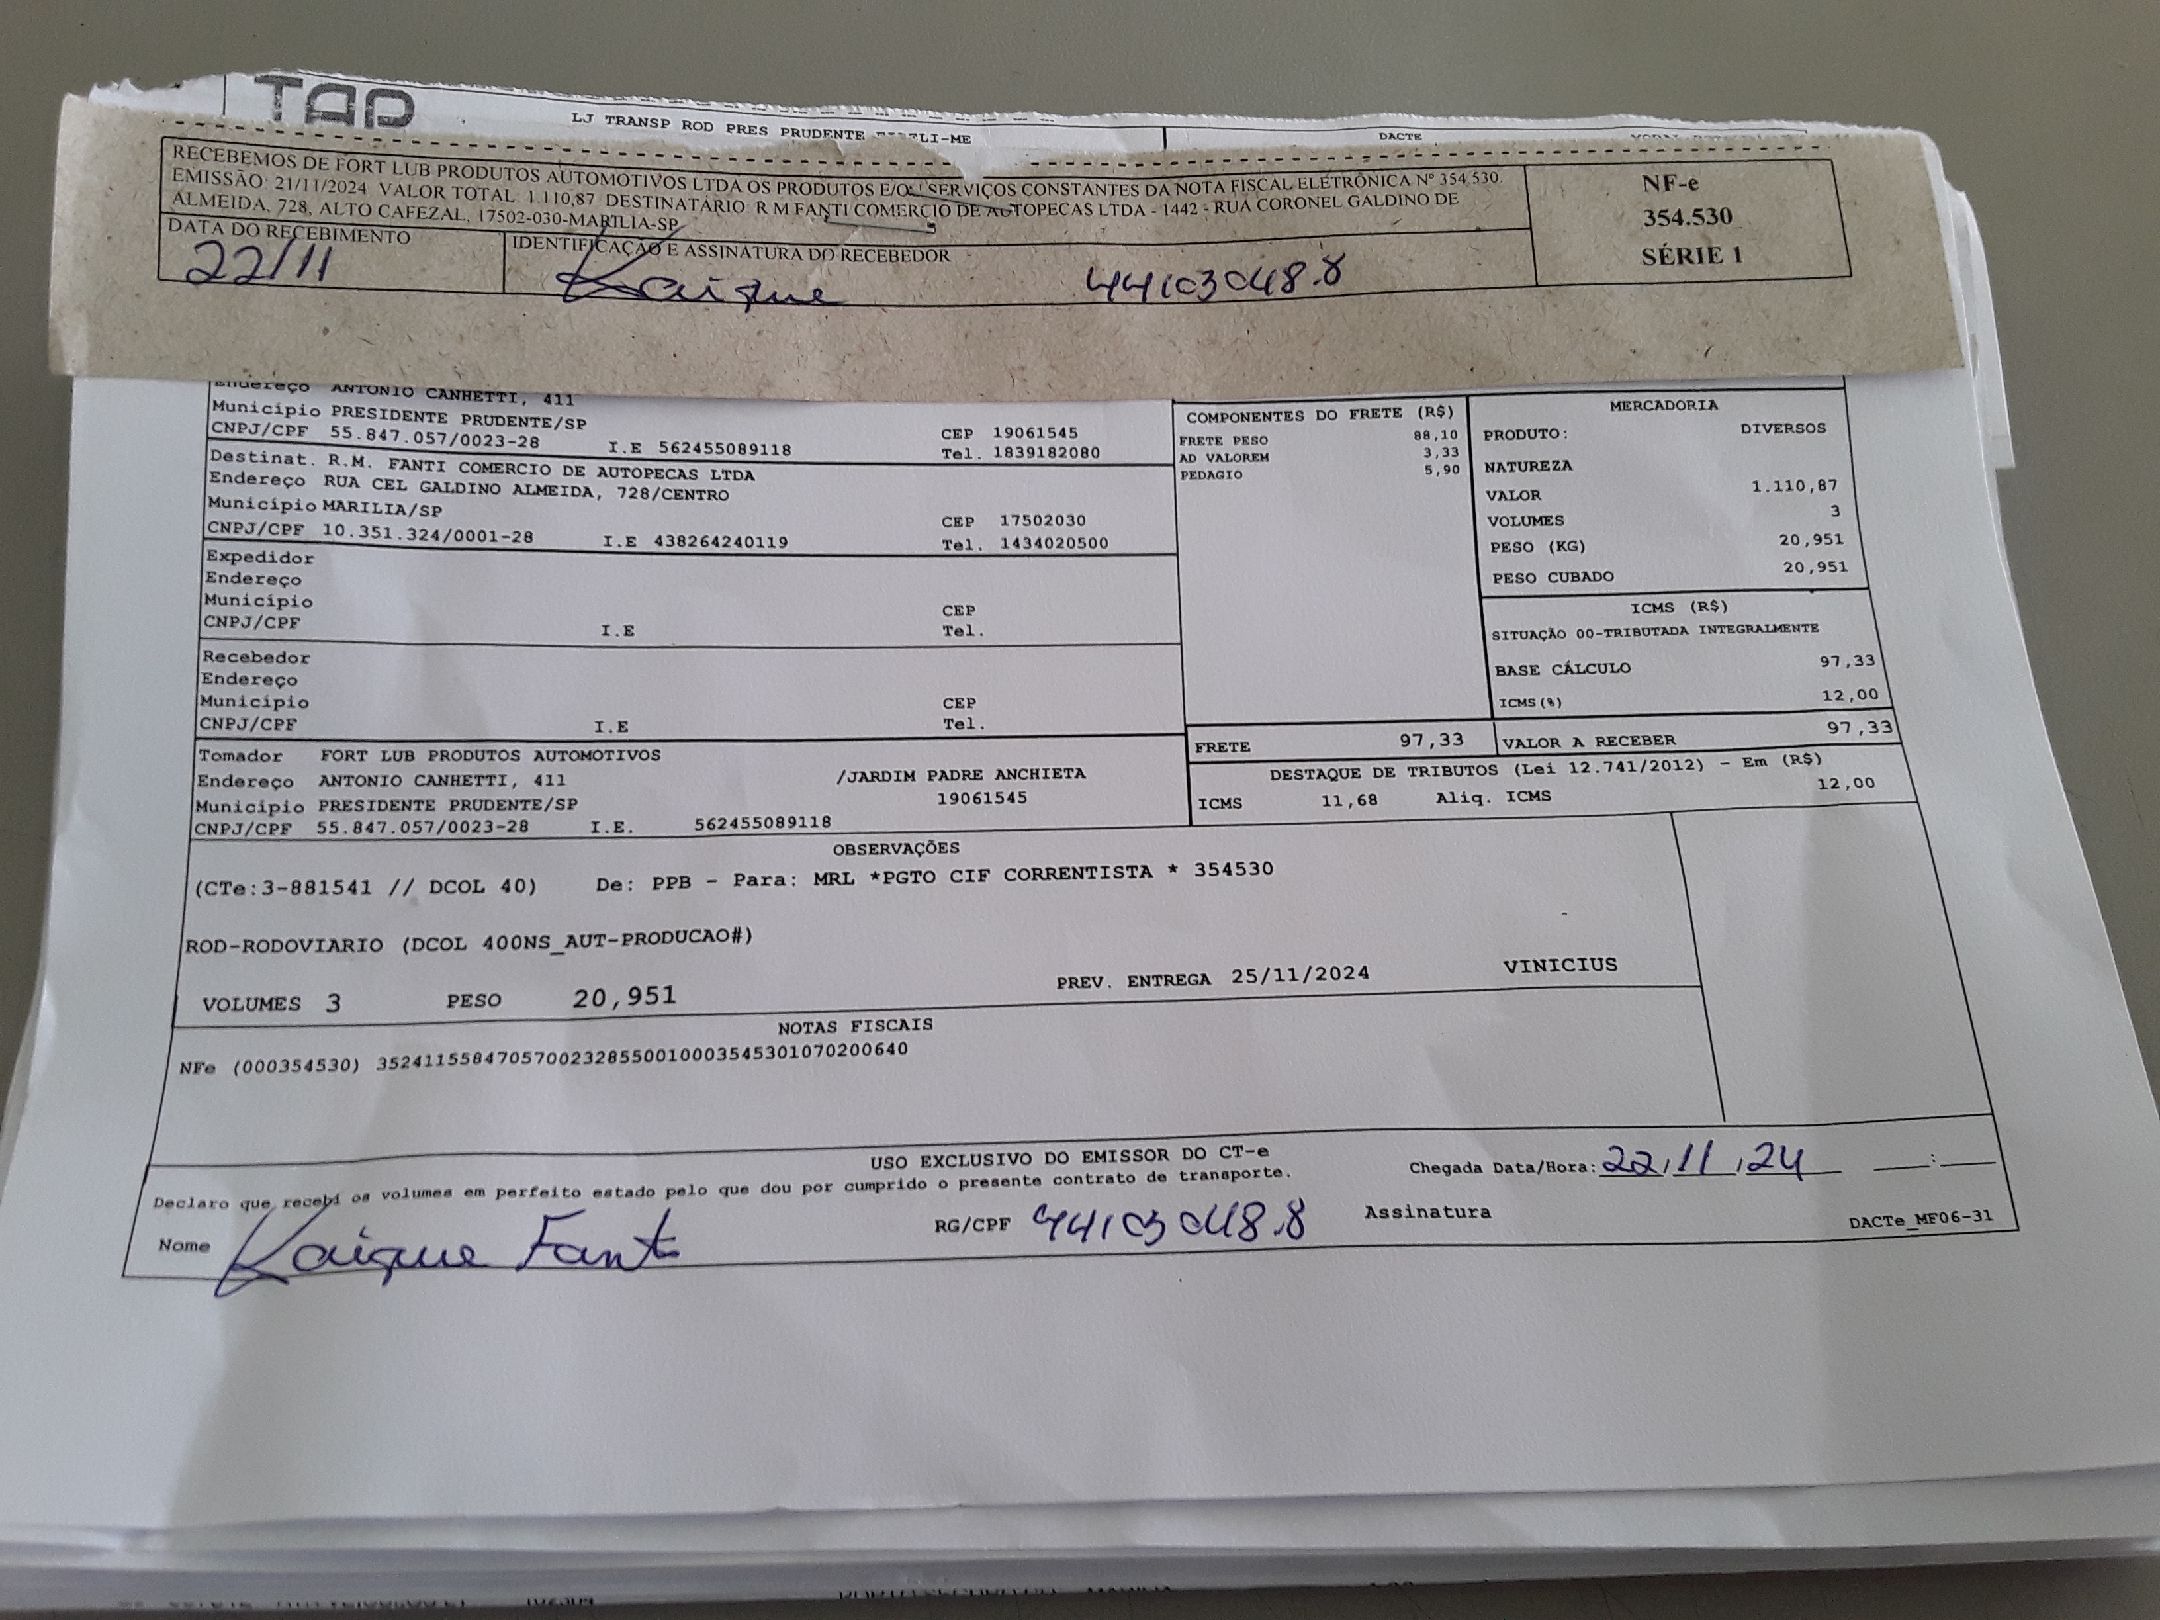 TAP
LJ TRANSP ROD PRES PRUDENTE LI-ME
DACTE
RECEBEMOS DE FORT LUB PRODUTOS AUTOMOTIVOS LTDA OS PRODUTOS E/OU SERVIÇOS CONSTANTES DA NOTA FISCAL ELETRÔNICA Nº 354.530.
EMISSÃO: 21/11/2024 VALOR TOTAL: 1.110,87 DESTINATÁRIO: R M FANTI COMERCIO DE AUTOPECAS LTDA - 1442 - RUA CORONEL GALDINO DE
ALMEIDA, 728, ALTO CAFEZAL, 17502-030-MARILIA-SP
NF-e
354.530
SÉRIE 1
DATA DO RECEBIMENTO
22/11
IDENTIFICAÇÃO E ASSINATURA DO RECEBEDOR
Kaique 44103048.8
Endereço ANTONIO CANHETTI, 411
Município PRESIDENTE PRUDENTE/SP CEP 19061545
CNPJ/CPF 55.847.057/0023-28 I.E 562455089118 Tel. 1839182080
Destinat. R.M. FANTI COMERCIO DE AUTOPECAS LTDA
Endereço RUA CEL GALDINO ALMEIDA, 728/CENTRO
Município MARILIA/SP CEP 17502030
CNPJ/CPF 10.351.324/0001-28 I.E 438264240119 Tel. 1434020500
Expedidor
Endereço
Município CEP
CNPJ/CPF I.E Tel.
Recebedor
Endereço
Município CEP
CNPJ/CPF I.E Tel.
Tomador FORT LUB PRODUTOS AUTOMOTIVOS
Endereço ANTONIO CANHETTI, 411 /JARDIM PADRE ANCHIETA
Município PRESIDENTE PRUDENTE/SP 19061545
CNPJ/CPF 55.847.057/0023-28 I.E. 562455089118
COMPONENTES DO FRETE (R$)
FRETE PESO 88,10
AD VALOREM 3,33
PEDAGIO 5,90
MERCADORIA
PRODUTO: DIVERSOS
NATUREZA
VALOR 1.110,87
VOLUMES 3
PESO (KG) 20,951
PESO CUBADO 20,951
ICMS (R$)
SITUAÇÃO 00-TRIBUTADA INTEGRALMENTE
BASE CÁLCULO 97,33
ICMS(%) 12,00
FRETE 97,33 VALOR A RECEBER 97,33
DESTAQUE DE TRIBUTOS (Lei 12.741/2012) - Em (R$)
ICMS 11,68 Aliq. ICMS 12,00
OBSERVAÇÕES
(CTe:3-881541 // DCOL 40) De: PPB - Para: MRL *PGTO CIF CORRENTISTA * 354530
ROD-RODOVIARIO (DCOL 400NS_AUT-PRODUCAO#)
VOLUMES 3 PESO 20,951 PREV. ENTREGA 25/11/2024 VINICIUS
NOTAS FISCAIS
NFe (000354530) 35241155847057002328550010003545301070200640
USO EXCLUSIVO DO EMISSOR DO CT-e
Declaro que recebi os volumes em perfeito estado pelo que dou por cumprido o presente contrato de transporte.
Chegada Data/Hora: 22/11/24 __:__
Nome Kaique Fanti RG/CPF 44103048.8 Assinatura
DACTe_MF06-31